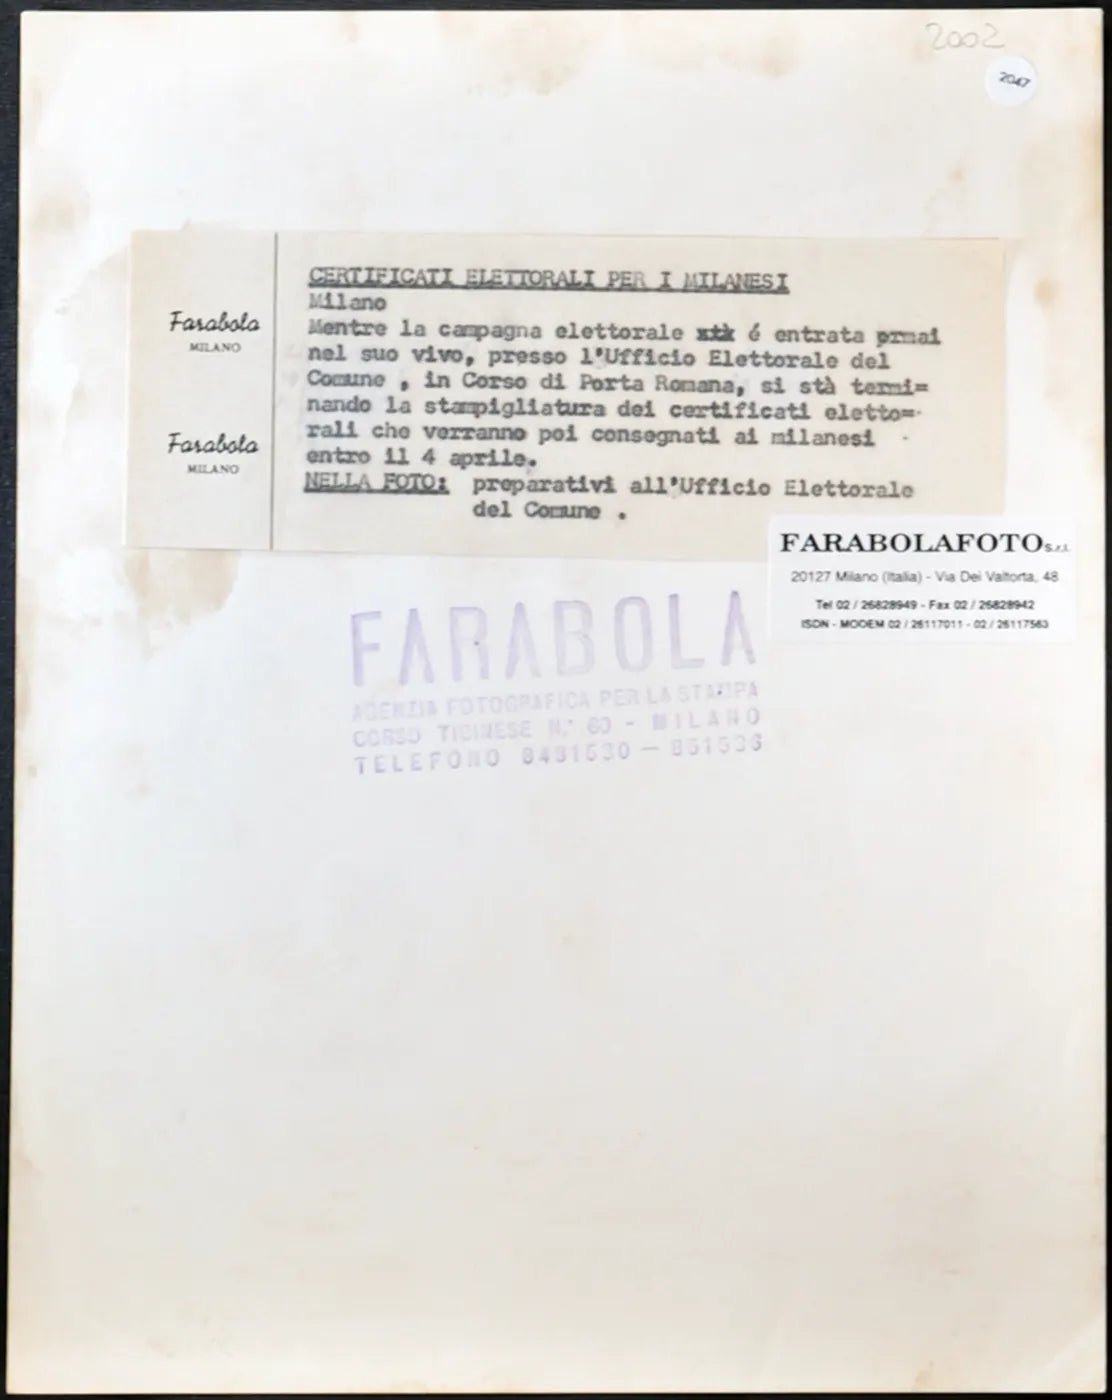 2002
2047
CERTIFICATI ELETTORALI PER I MILANESI
Milano
Mentre la campagna elettorale xtk é entrata ormai
nel suo vivo, presso l'Ufficio Elettorale del
Comune , in Corso di Porta Romana, si stà termi=
nando la stampigliatura dei certificati eletto=
rali che verranno poi consegnati ai milanesi
entro il 4 aprile.
NELLA FOTO: preparativi all'Ufficio Elettorale
del Comune .
Farabola
MILANO
Farabola
MILANO
FARABOLAFOTO s.r.l.
20127 Milano (Italia) - Via Dei Valtorta, 48
Tel 02 / 26828949 - Fax 02 / 26828942
ISDN - MODEM 02 / 26117011 - 02 / 26117563
FARABOLA
AGENZIA FOTOGRAFICA PER LA STAMPA
CORSO TICINESE N.° 60 - MILANO
TELEFONO 8481630 — 851536